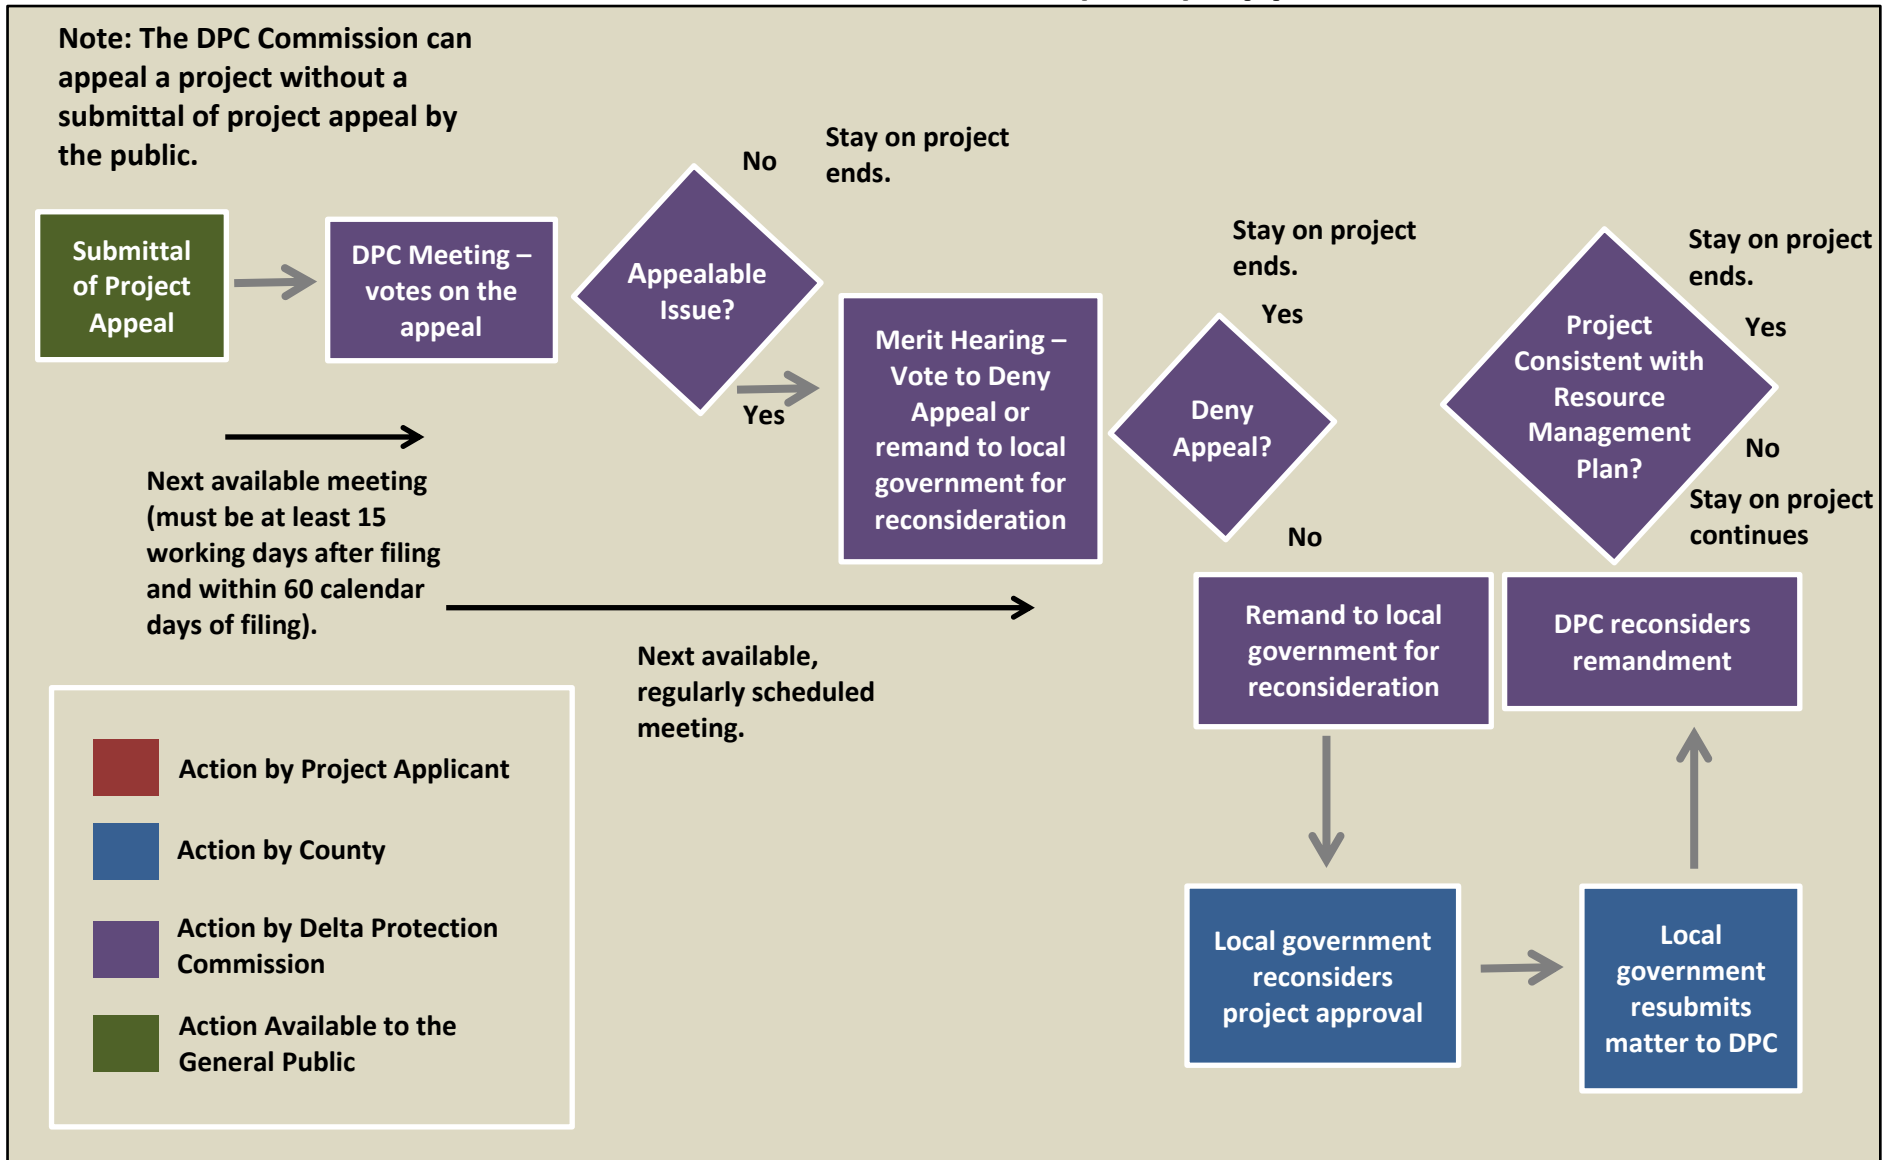 Note: The DPC Commission can
appeal a project without a
submittal of project appeal by
the public.
Submittal
of Project
Appeal
DPC Meeting –
votes on the
appeal
Appealable
Issue?
No
Stay on project
ends.
Yes
Merit Hearing –
Vote to Deny
Appeal or
remand to local
government for
reconsideration
Deny
Appeal?
Stay on project
ends.
Yes
No
Project
Consistent with
Resource
Management
Plan?
Stay on project
ends.
Yes
No
Stay on project
continues
Next available meeting
(must be at least 15
working days after filing
and within 60 calendar
days of filing).
Next available,
regularly scheduled
meeting.
Remand to local
government for
reconsideration
DPC reconsiders
remandment
Local government
reconsiders
project approval
Local
government
resubmits
matter to DPC
Action by Project Applicant
Action by County
Action by Delta Protection
Commission
Action Available to the
General Public